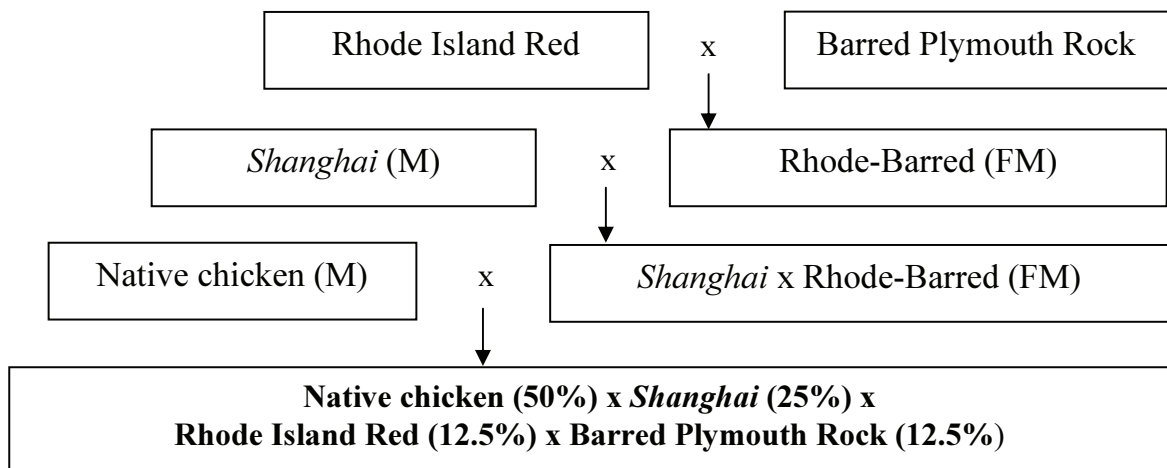 Rhode Island Red x Barred Plymouth Rock
Shanghai (M) x Rhode-Barred (FM)
Native chicken (M) x Shanghai x Rhode-Barred (FM)
Native chicken (50%) x Shanghai (25%) x
Rhode Island Red (12.5%) x Barred Plymouth Rock (12.5%)